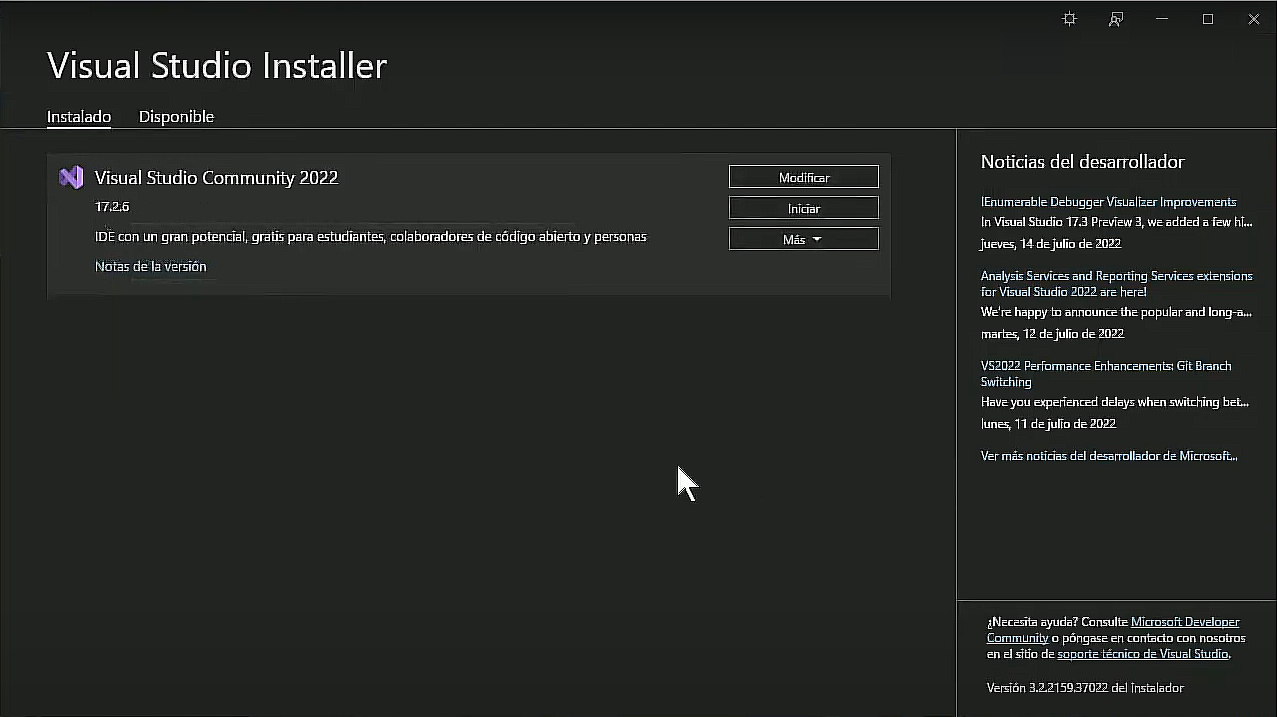 Visual Studio Installer
Instalado
Disponible
Visual Studio Community 2022
17.2.6
IDE con un gran potencial, gratis para estudiantes, colaboradores de código abierto y personas
Notas de la versión
Modificar
Iniciar
Más
Noticias del desarrollador
IEnumerable Debugger Visualizer Improvements
In Visual Studio 17.3 Preview 3, we added a few hi...
jueves, 14 de julio de 2022
Analysis Services and Reporting Services extensions
for Visual Studio 2022 are here!
We're happy to announce the popular and long-a...
martes, 12 de julio de 2022
VS2022 Performance Enhancements: Git Branch
Switching
Have you experienced delays when switching bet...
lunes, 11 de julio de 2022
Ver más noticias del desarrollador de Microsoft...
¿Necesita ayuda? Consulte Microsoft Developer
Community o póngase en contacto con nosotros
en el sitio de soporte técnico de Visual Studio.
Versión 3.2.2159.37022 del instalador